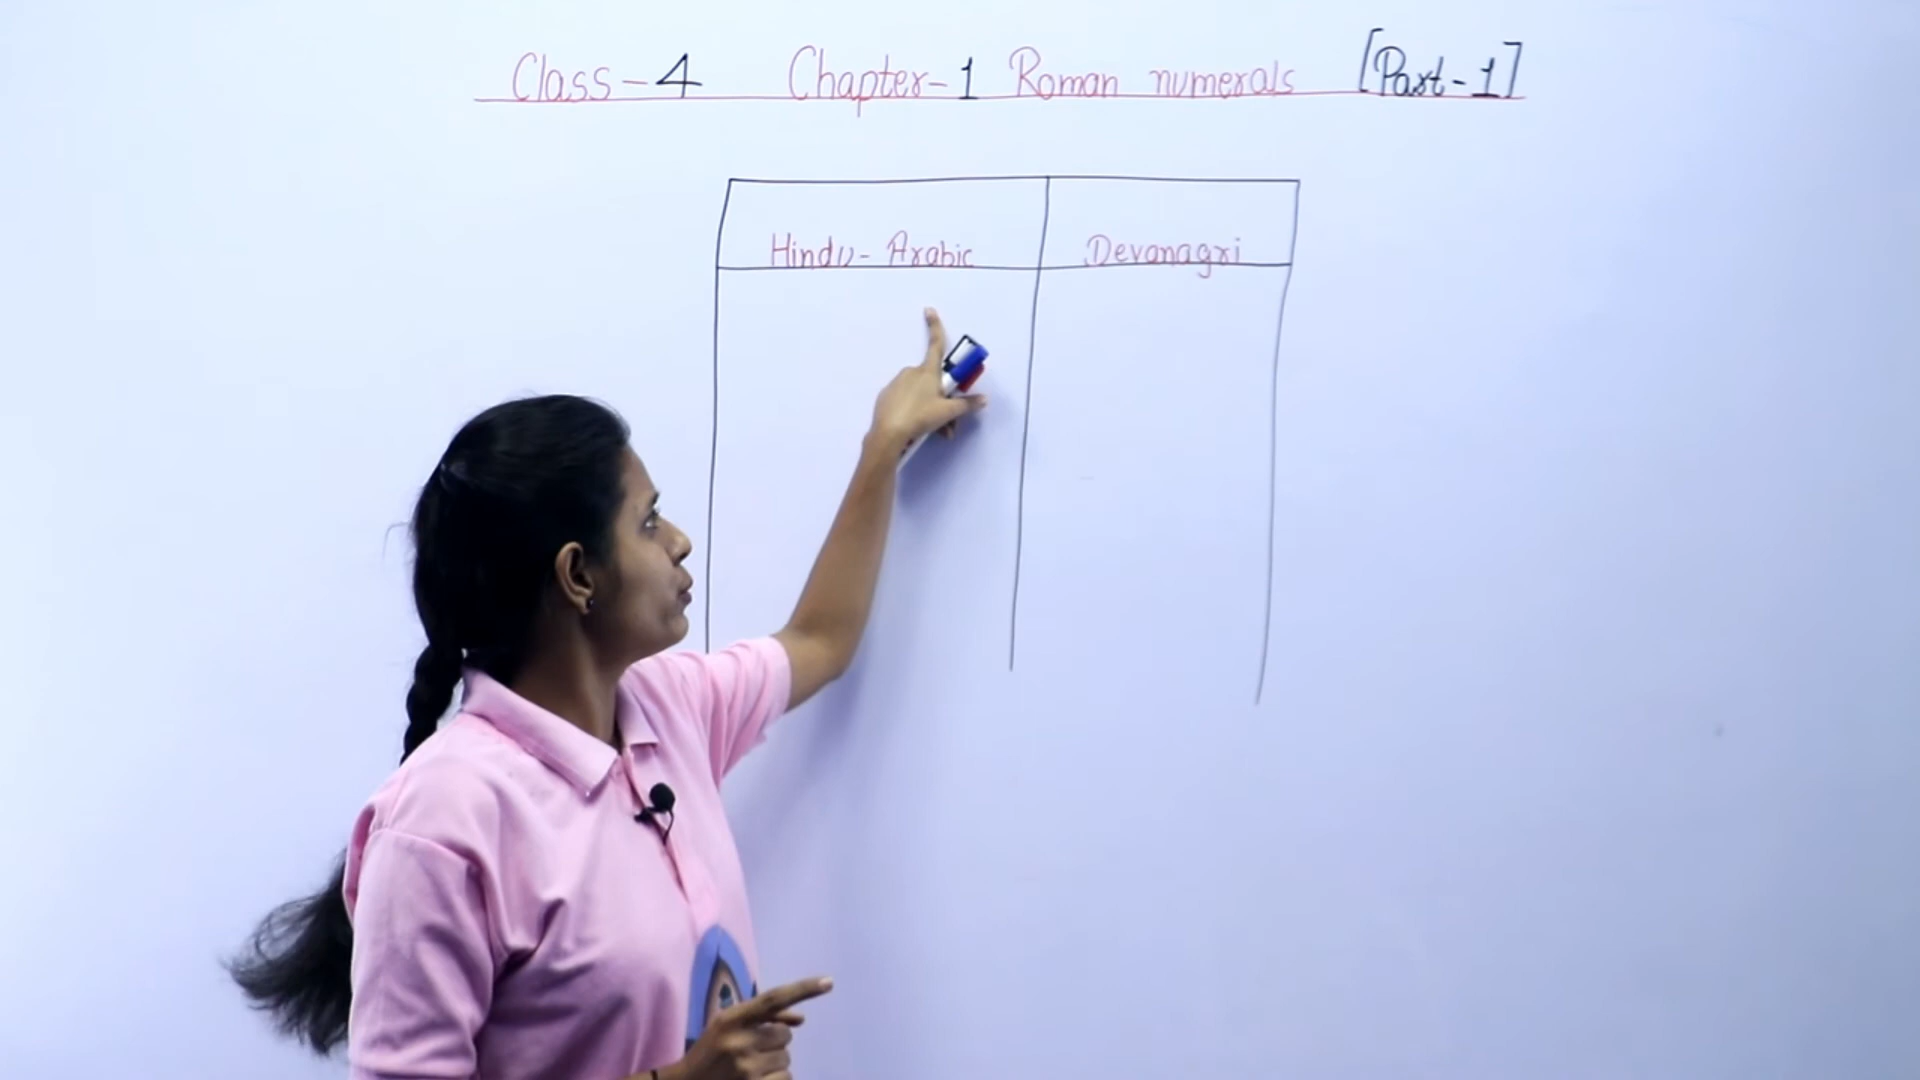 Class-4 Chapter-1 Roman numerals [Part-1]
Hindu-Arabic Devanagri